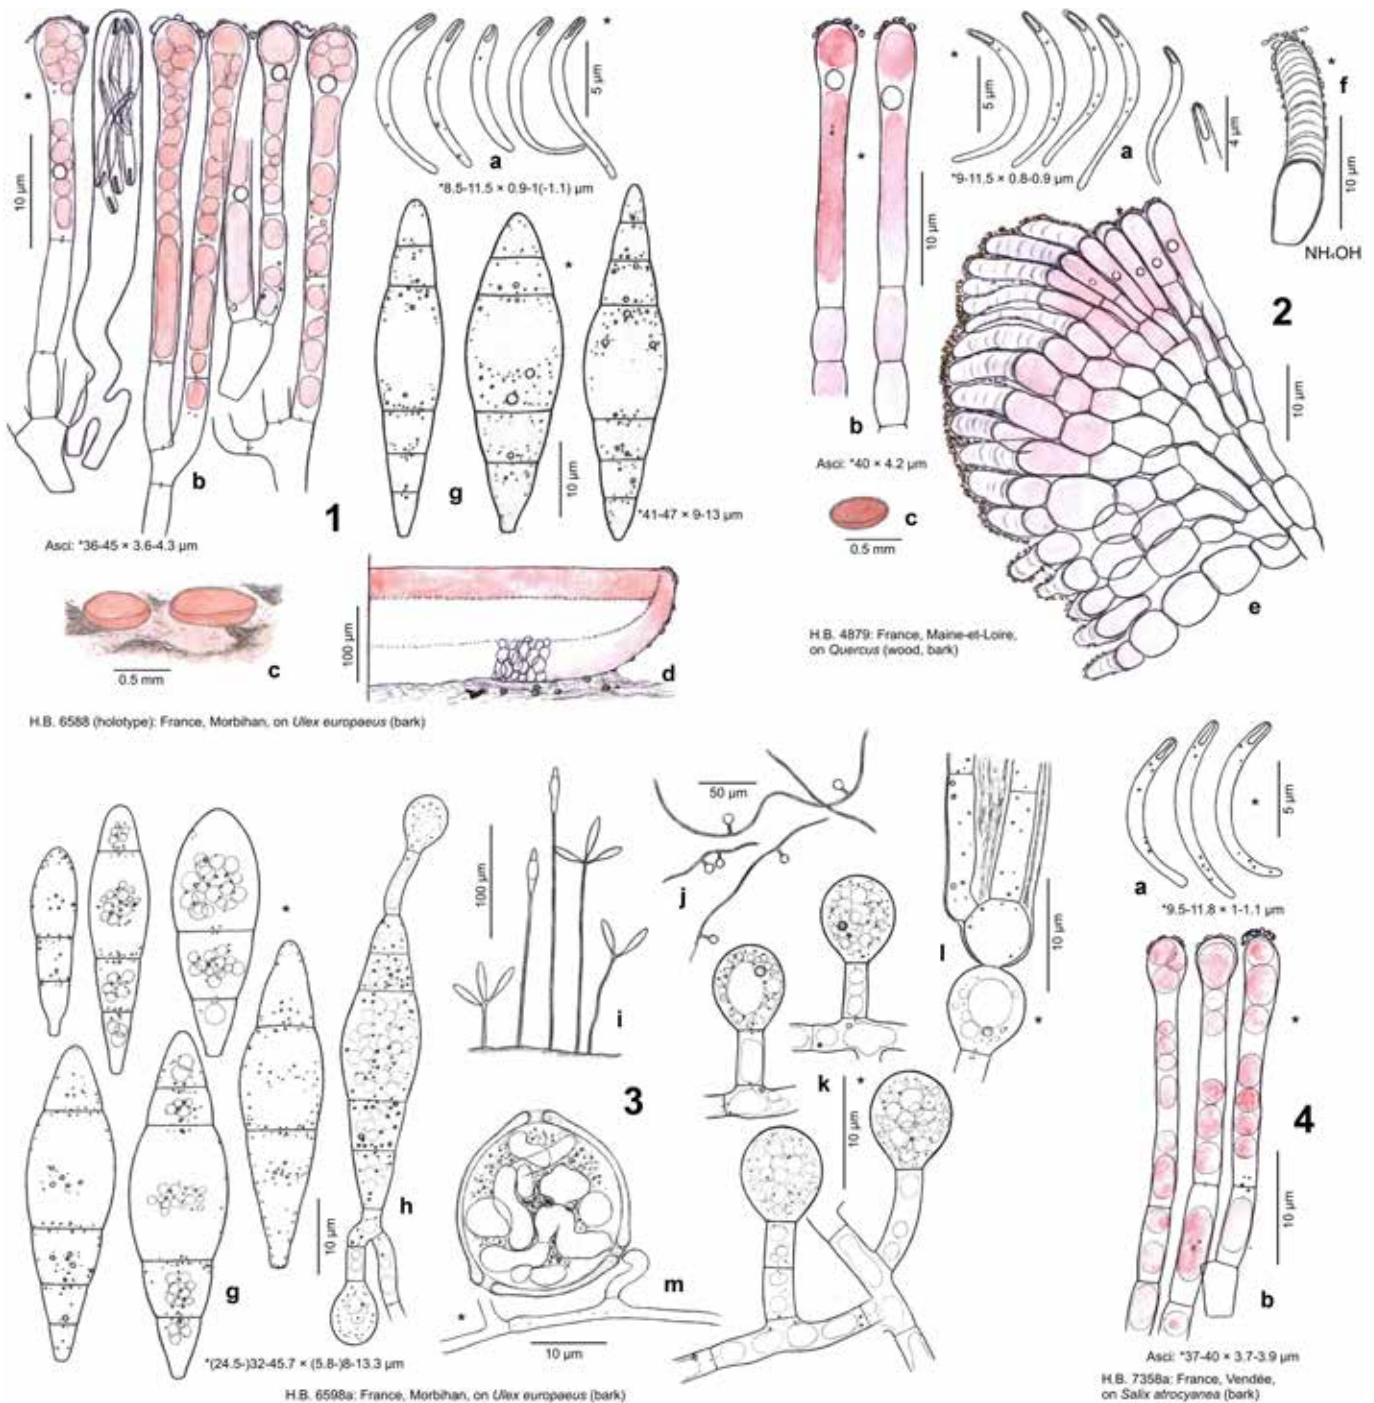 *
10 µm
b
Asci: *36-45 × 3.6-4.3 µm
*
5 µm
a
*8.5-11.5 × 0.9-1(-1.1) µm
*
g
10 µm
*41-47 × 9-13 µm
1
c
0.5 mm
100 µm
d
H.B. 6588 (holotype): France, Morbihan, on Ulex europaeus (bark)
*
10 µm
b
Asci: *40 × 4.2 µm
c
0.5 mm
*
5 µm
a
*9-11.5 × 0.8-0.9 µm
4 µm
*
f
10 µm
NH₄OH
2
10 µm
e
H.B. 4879: France, Maine-et-Loire,
on Quercus (wood, bark)
*
g
10 µm
h
*(24.5-)32-45.7 × (5.8-)8-13.3 µm
100 µm
i
50 µm
j
3
k
*
10 µm
l
10 µm
*
m
*
10 µm
H.B. 6598a: France, Morbihan, on Ulex europaeus (bark)
*
5 µm
a
*9.5-11.8 × 1-1.1 µm
*
4
10 µm
b
Asci: *37-40 × 3.7-3.9 µm
H.B. 7358a: France, Vendée,
on Salix atrocyanea (bark)